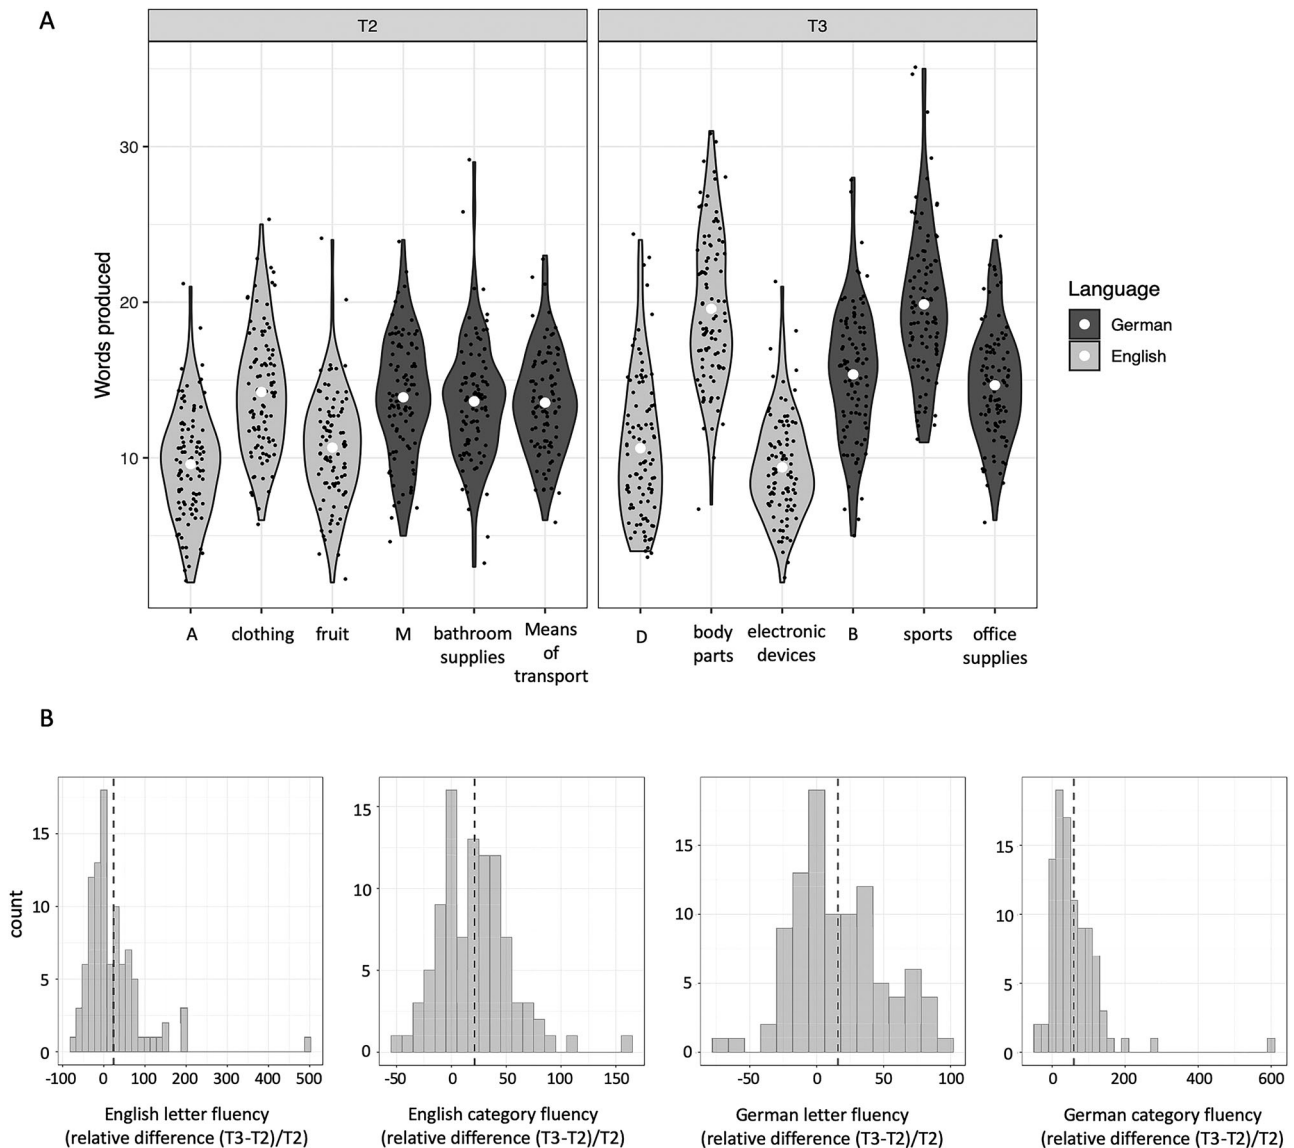 A
T2
T3
Words produced
30
20
10
A
clothing
fruit
M
bathroom
supplies
Means
of
transport
D
body
parts
electronic
devices
B
sports
office
supplies
Language
German
English
B
count
15
10
5
0
-100
0
100
200
300
400
500
English letter fluency
(relative difference (T3-T2)/T2)
15
10
5
0
-50
0
50
100
150
English category fluency
(relative difference (T3-T2)/T2)
15
10
5
0
-50
0
50
100
German letter fluency
(relative difference (T3-T2)/T2)
15
10
5
0
0
200
400
600
German category fluency
(relative difference (T3-T2)/T2)